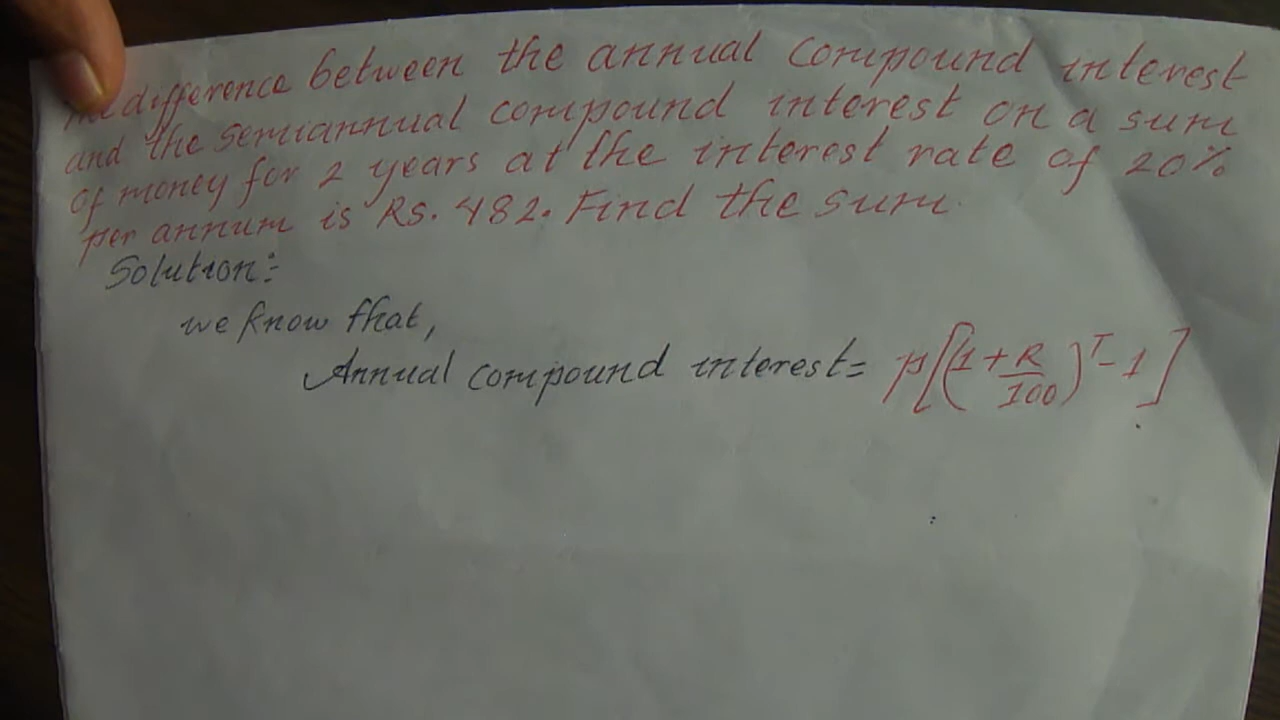 difference between the annual compound interest
and the semiannual compound interest on a sum
of money for 2 years at the interest rate of 20%
per annum is Rs. 482. Find the sum.
Solution:-
we know that,
Annual compound interest= p[(1+R/100)^T-1]